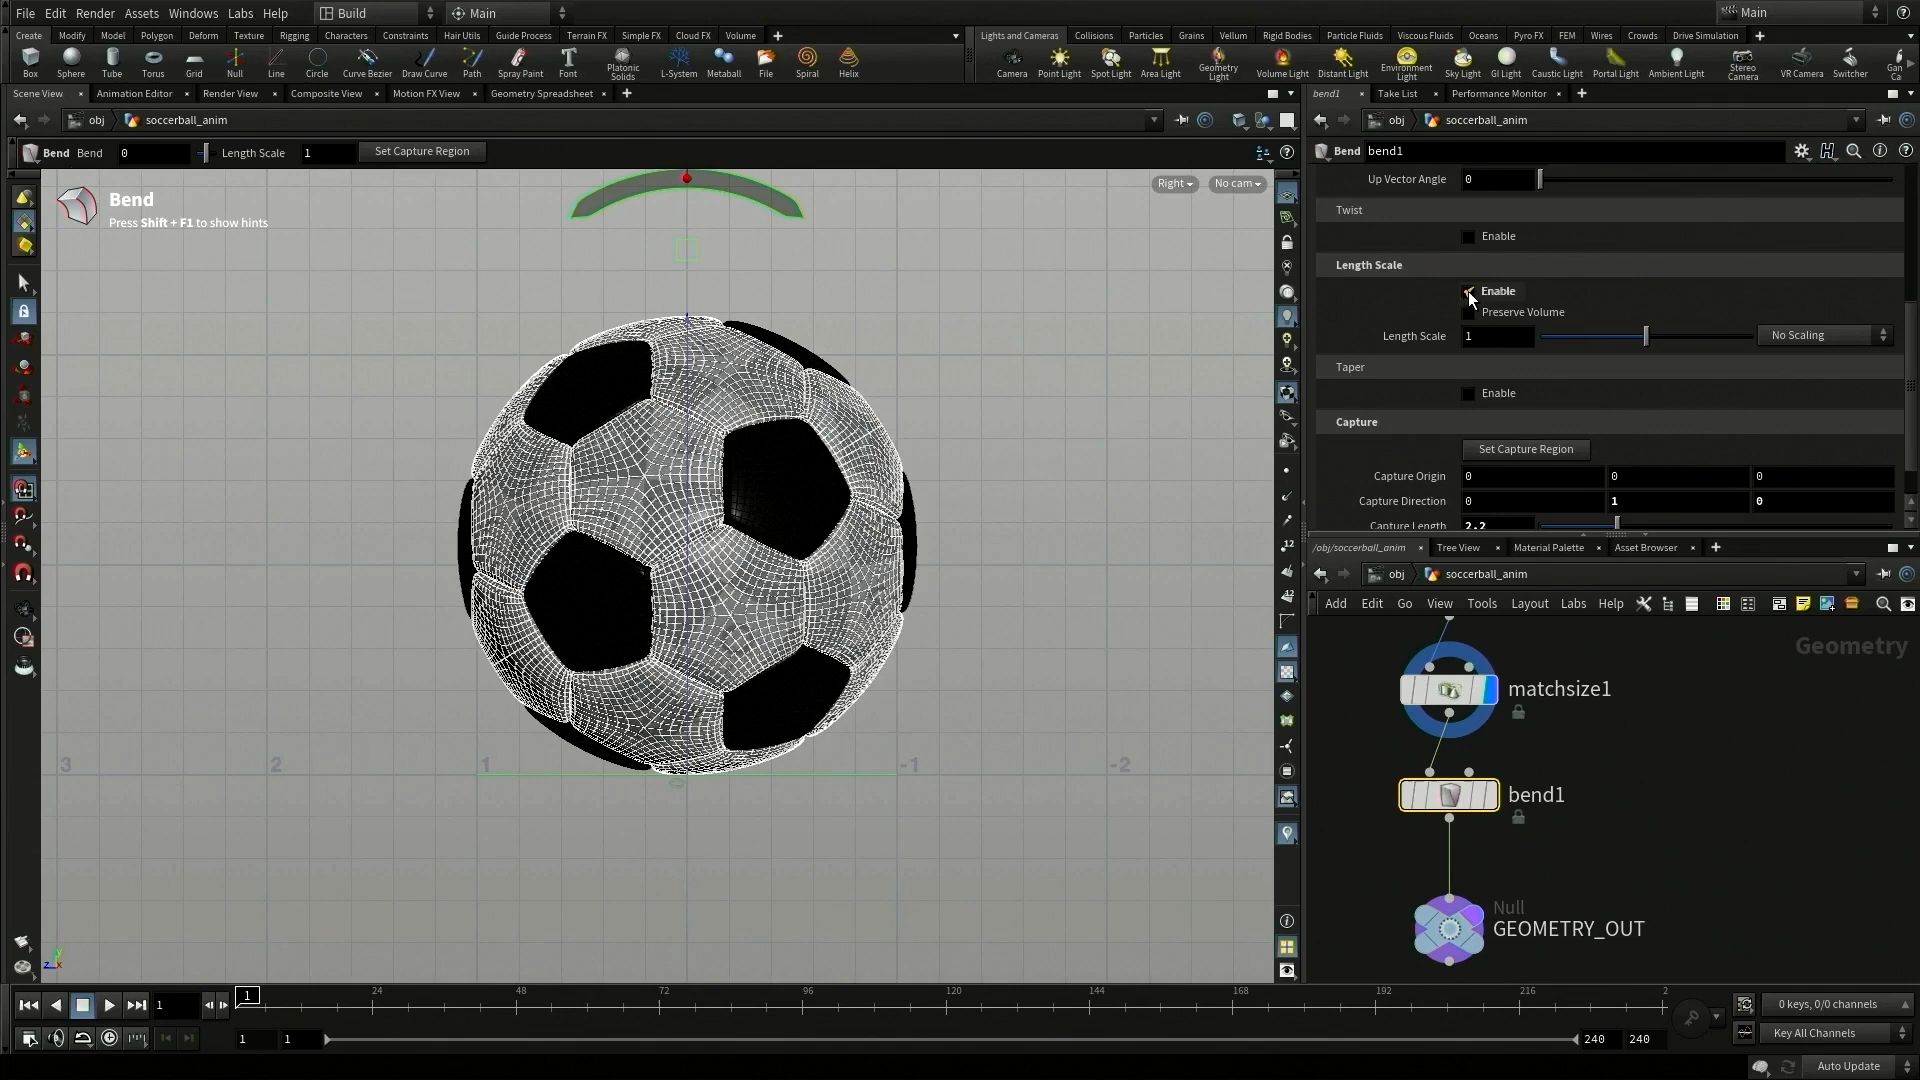 File Edit Render Assets Windows Labs Help Build Main Main
Create Modify Model Polygon Deform Texture Rigging Characters Constraints Hair Utils Guide Process Terrain FX Simple FX Cloud FX Volume
Lights and Cameras Collisions Particles Grains Vellum Rigid Bodies Particle Fluids Viscous Fluids Oceans Pyro FX FEM Wires Crowds Drive Simulation
Box Sphere Tube Torus Grid Null Line Circle Curve Bezier Draw Curve Path Spray Paint Font Platonic Solids L-System Metaball File Spiral Helix
Camera Point Light Spot Light Area Light Geometry Light Volume Light Distant Light Environment Light Sky Light GI Light Caustic Light Portal Light Ambient Light Stereo Camera VR Camera Switcher Gan Ca
Scene View Animation Editor Render View Composite View Motion FX View Geometry Spreadsheet
bend1 Take List Performance Monitor
obj soccerball_anim
obj soccerball_anim
Bend Bend 0 Length Scale 1 Set Capture Region
Bend bend1
Bend
Press Shift + F1 to show hints
Right No cam
3 2 1 -1 -2
z y x
Up Vector Angle 0
Twist
Enable
Length Scale
Enable
Preserve Volume
Length Scale 1 No Scaling
Taper
Enable
Capture
Set Capture Region
Capture Origin 0 0 0
Capture Direction 0 1 0
Capture Length 2.2
/obj/soccerball_anim Tree View Material Palette Asset Browser
obj soccerball_anim
Add Edit Go View Tools Layout Labs Help
Geometry
matchsize1
bend1
Null
GEOMETRY_OUT
12
12
1 1 24 48 72 96 120 144 168 192 216 2
0 keys, 0/0 channels
1 1 240 240
Key All Channels
Auto Update